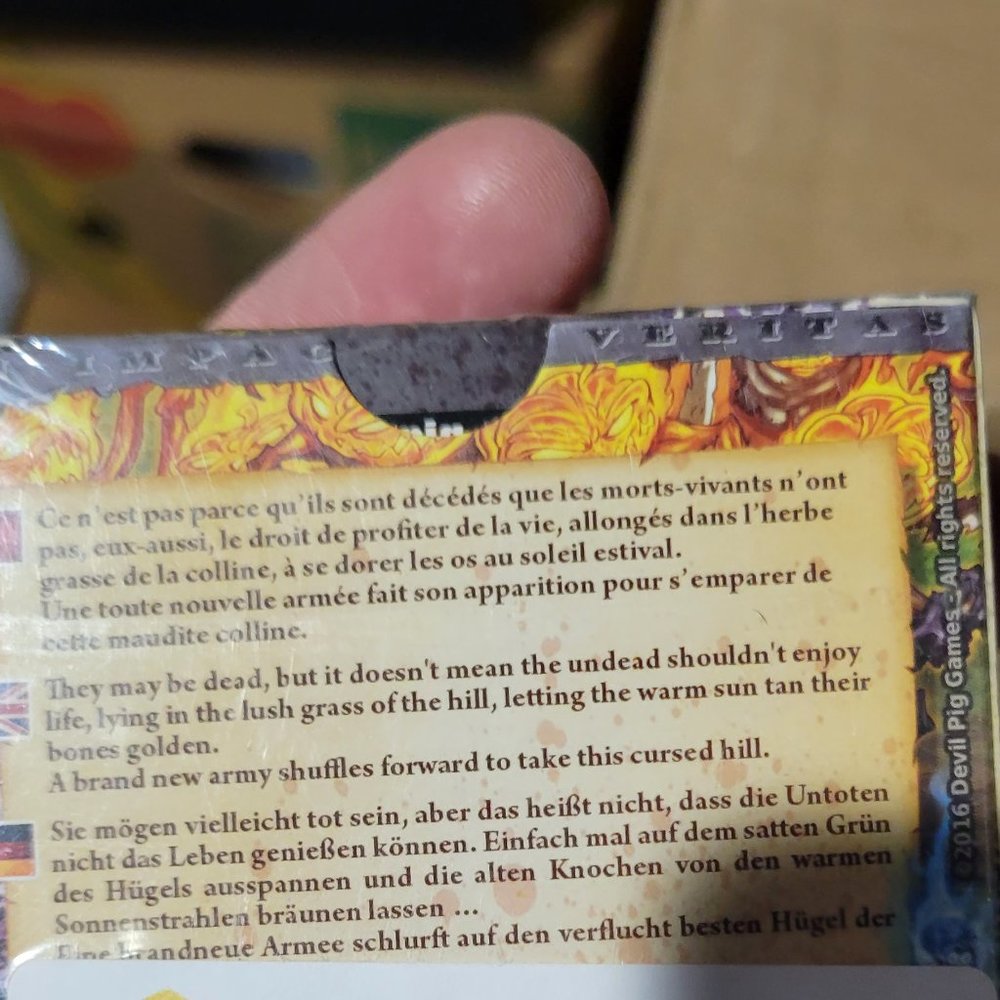 VERITAS
Ce n'est pas parce qu'ils sont décédés que les morts-vivants n'ont
pas, eux-aussi, le droit de profiter de la vie, allongés dans l'herbe
grasse de la colline, à se dorer les os au soleil estival.
Une toute nouvelle armée fait son apparition pour s'emparer de
cette maudite colline.
They may be dead, but it doesn't mean the undead shouldn't enjoy
life, lying in the lush grass of the hill, letting the warm sun tan their
bones golden.
A brand new army shuffles forward to take this cursed hill.
Sie mögen vielleicht tot sein, aber das heißt nicht, dass die Untoten
nicht das Leben genießen können. Einfach mal auf dem satten Grün
des Hügels ausspannen und die alten Knochen von den warmen
Sonnenstrahlen bräunen lassen ...
Eine brandneue Armee schlurft auf den verflucht besten Hügel der
©2016 Devil Pig Games - All rights reserved.